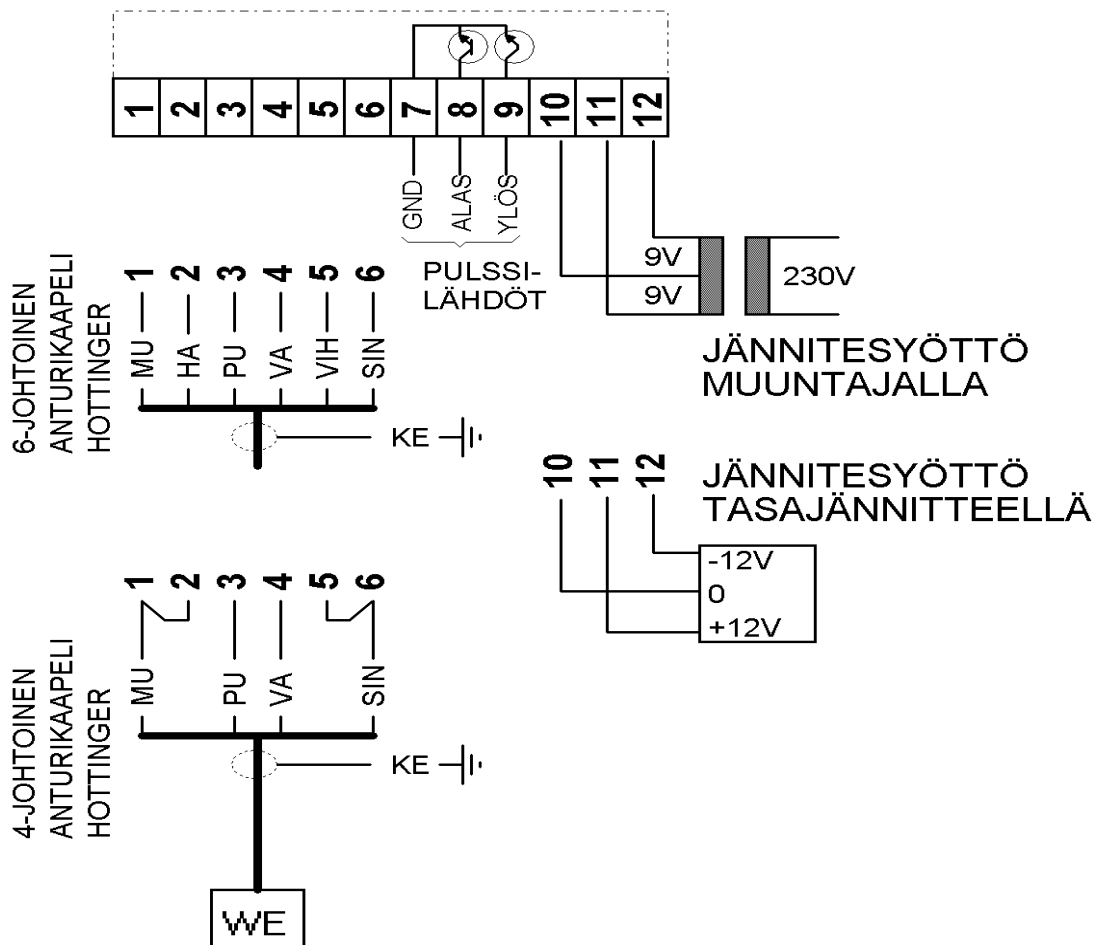 1 2 3 4 5 6 7 8 9 10 11 12
GND ALAS YLÖS
PULSSI-
LÄHDÖT
9V
9V
230V
JÄNNITESYÖTTÖ
MUUNTAJALLA
6-JOHTOINEN
ANTURIKAAPELI
HOTTINGER
1 2 3 4 5 6
MU HA PU VA VIH SIN
KE
10 11 12
JÄNNITESYÖTTÖ
TASAJÄNNITTEELLÄ
-12V
0
+12V
4-JOHTOINEN
ANTURIKAAPELI
HOTTINGER
1 2 3 4 5 6
MU PU VA SIN
KE
WE